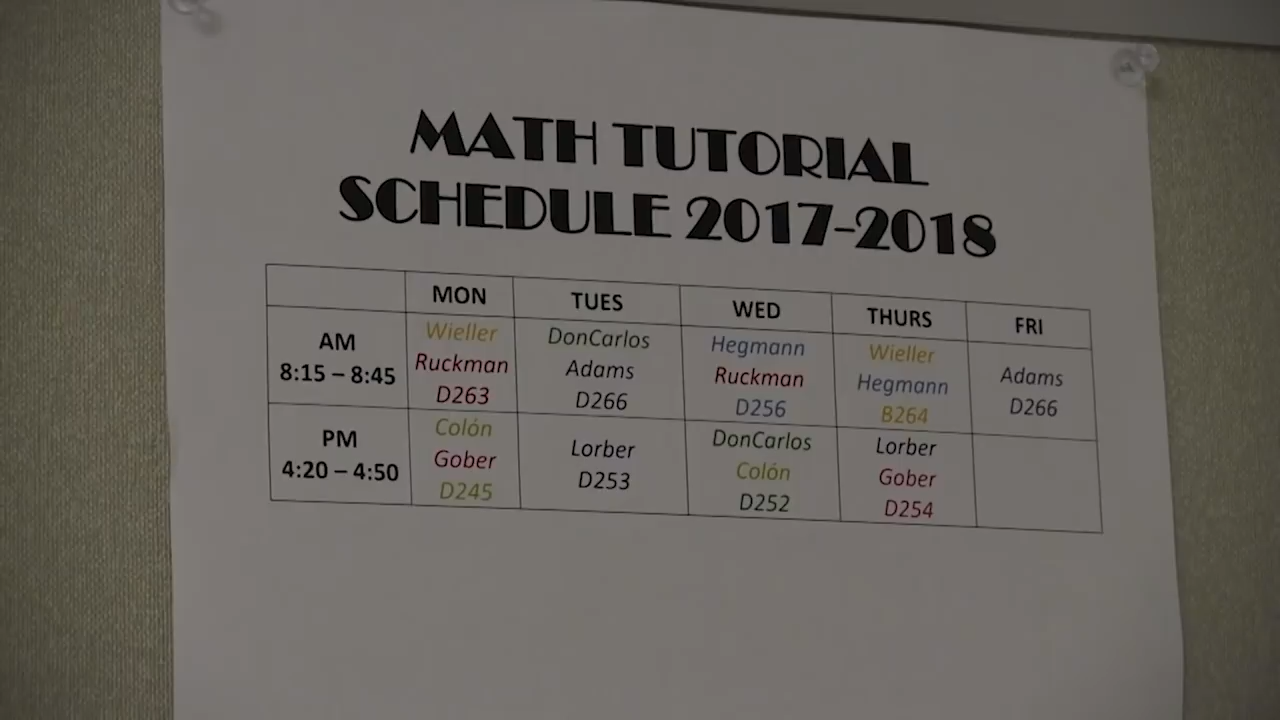 MATH TUTORIAL
SCHEDULE 2017-2018
MON TUES WED THURS FRI
AM
8:15 – 8:45
Wieller
Ruckman
D263
DonCarlos
Adams
D266
Hegmann
Ruckman
D256
Wieller
Hegmann
B264
Adams
D266
PM
4:20 – 4:50
Colón
Gober
D245
Lorber
D253
DonCarlos
Colón
D252
Lorber
Gober
D254